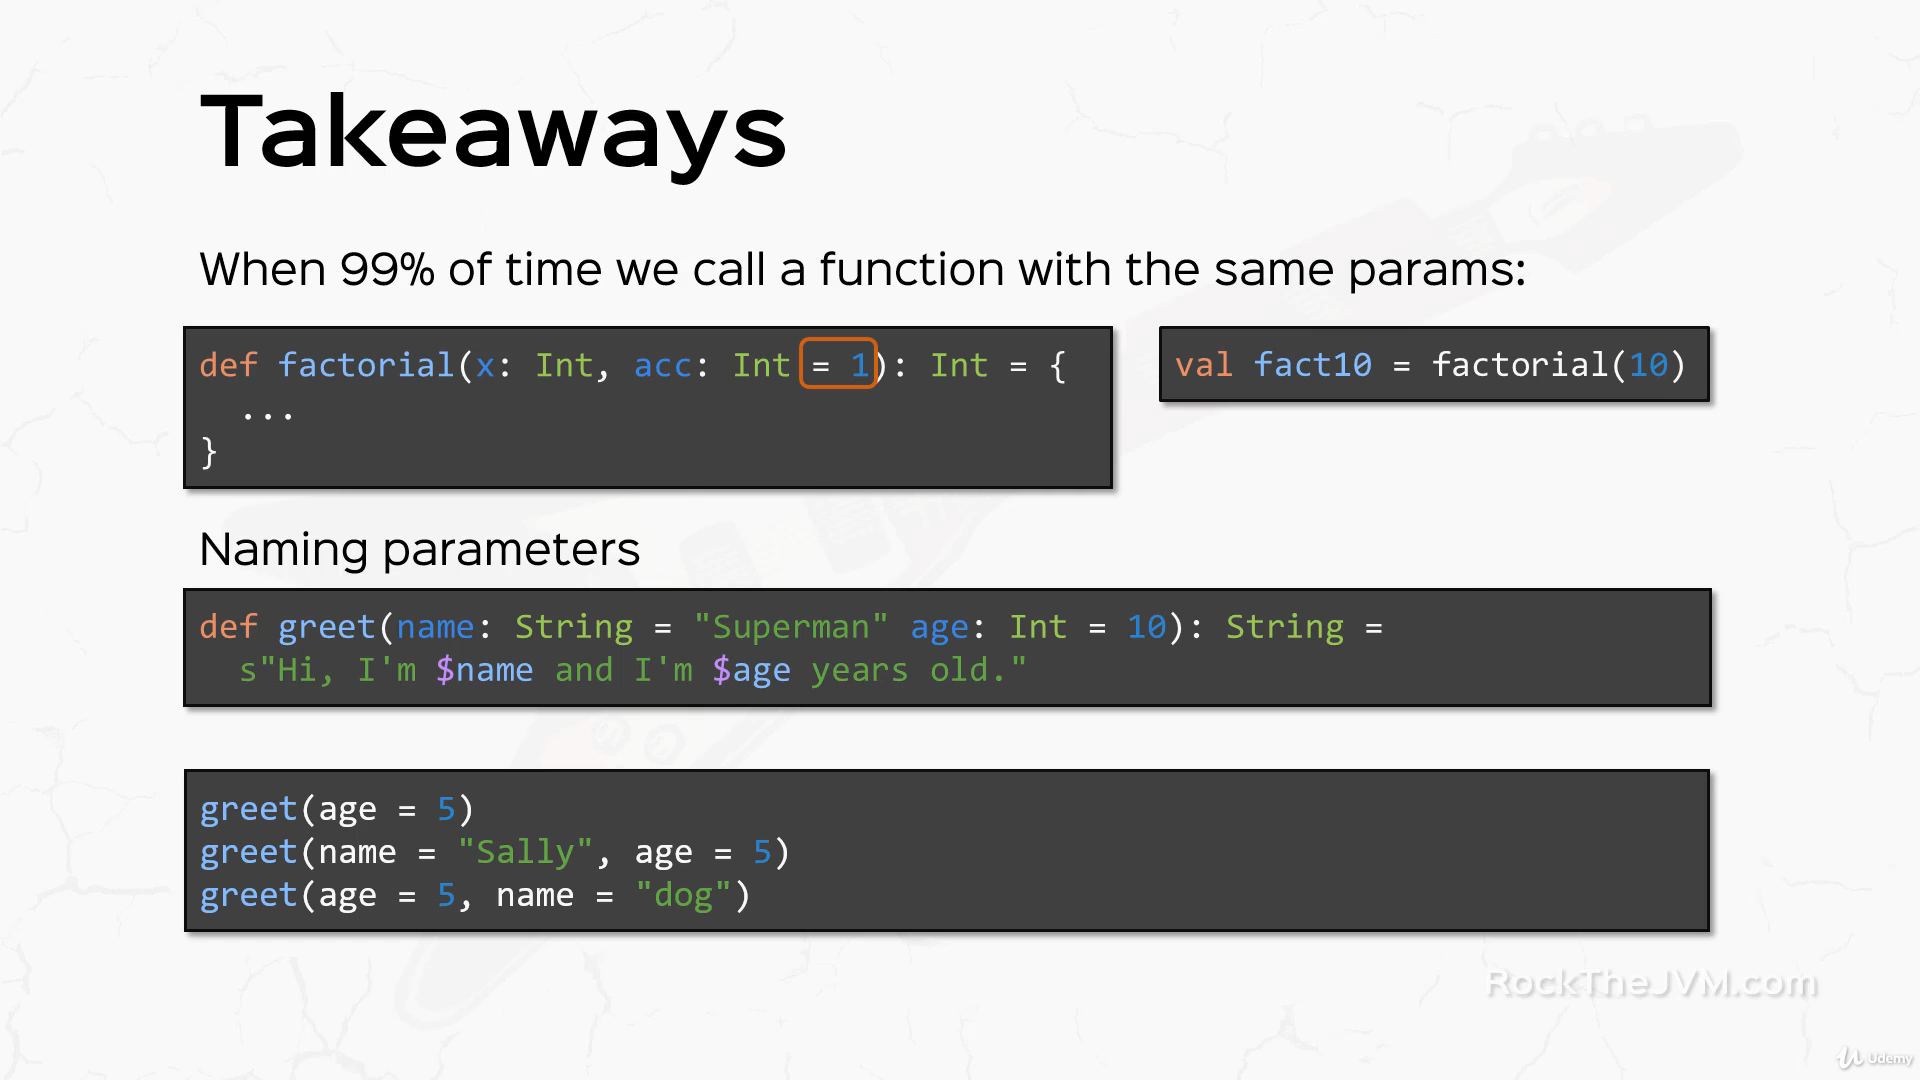 Takeaways
When 99% of time we call a function with the same params:
def factorial(x: Int, acc: Int = 1): Int = {
  ...
}
val fact10 = factorial(10)
Naming parameters
def greet(name: String = "Superman" age: Int = 10): String =
  s"Hi, I'm $name and I'm $age years old."
greet(age = 5)
greet(name = "Sally", age = 5)
greet(age = 5, name = "dog")
RockTheJVM.com
Udemy